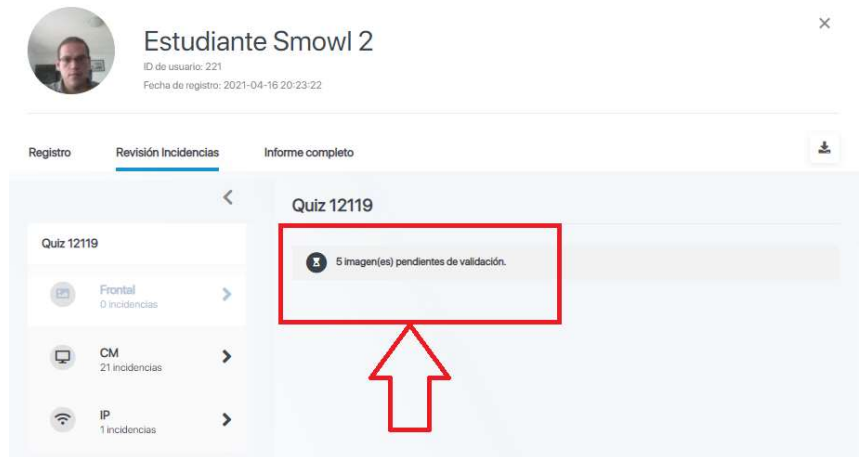 Estudiante Smowl 2
ID de usuario: 221
Fecha de registro: 2021-04-16 20:23:22
Registro
Revisión Incidencias
Informe completo
Quiz 12119
Quiz 12119
5 imagen(es) pendientes de validación.
Frontal
0 incidencias
CM
21 incidencias
IP
1 incidencias